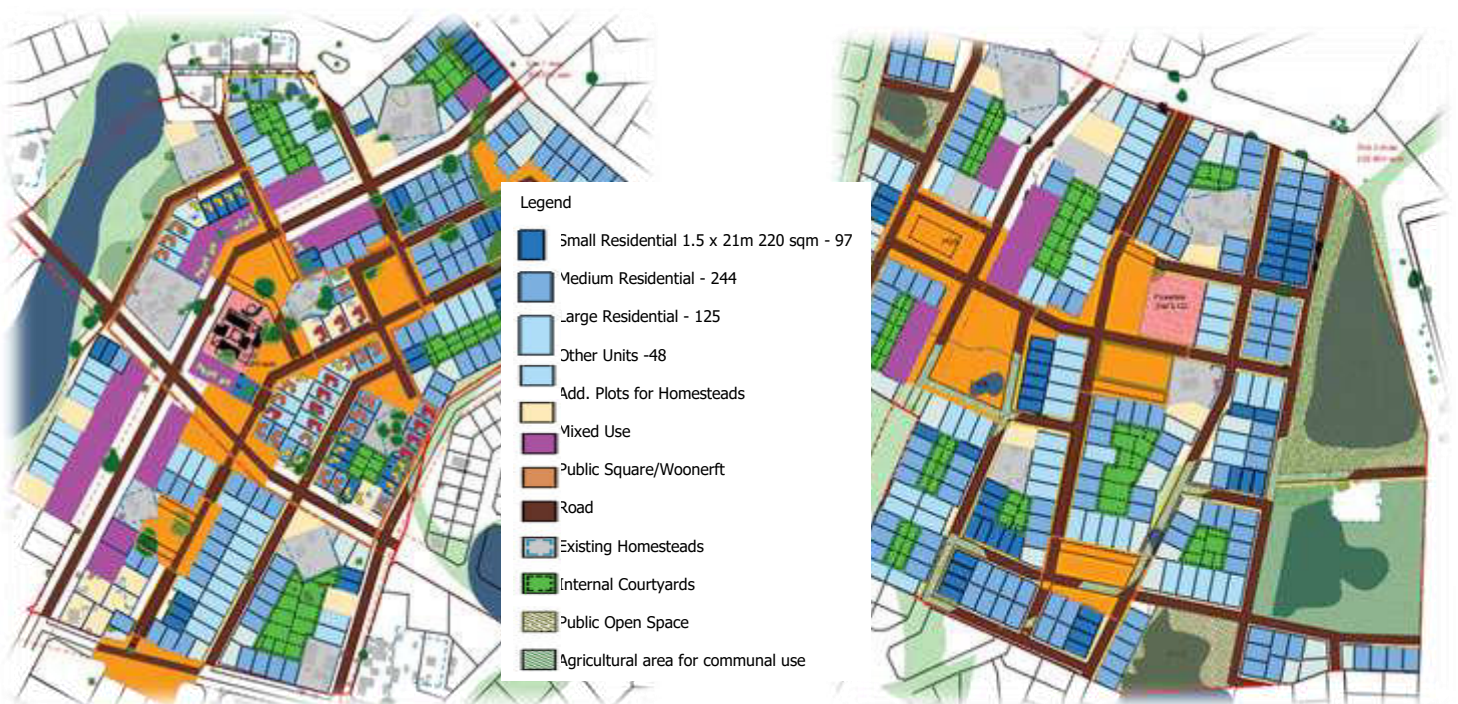 Legend
Small Residential 1.5 x 21m 220 sqm - 97
Medium Residential - 244
Large Residential - 125
Other Units -48
Add. Plots for Homesteads
Mixed Use
Public Square/Woonerft
Road
Existing Homesteads
Internal Courtyards
Public Open Space
Agricultural area for communal use